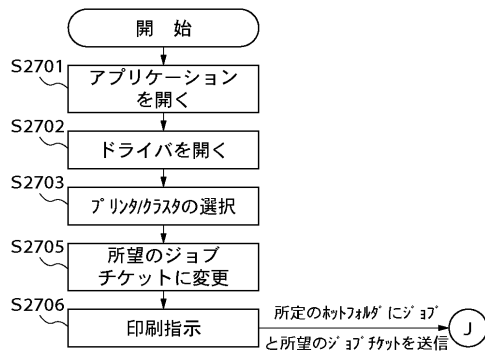 開　始
S2701
アプリケーション
を開く
S2702
ドライバを開く
S2703
ﾌﾟﾘﾝﾀ/ｸﾗｽﾀの選択
S2705
所望のジョブ
チケットに変更
S2706
印刷指示
所定のﾎｯﾄﾌｫﾙﾀﾞにｼﾞｮﾌﾞ
と所望のｼﾞｮﾌﾞﾁｹｯﾄを送信
J